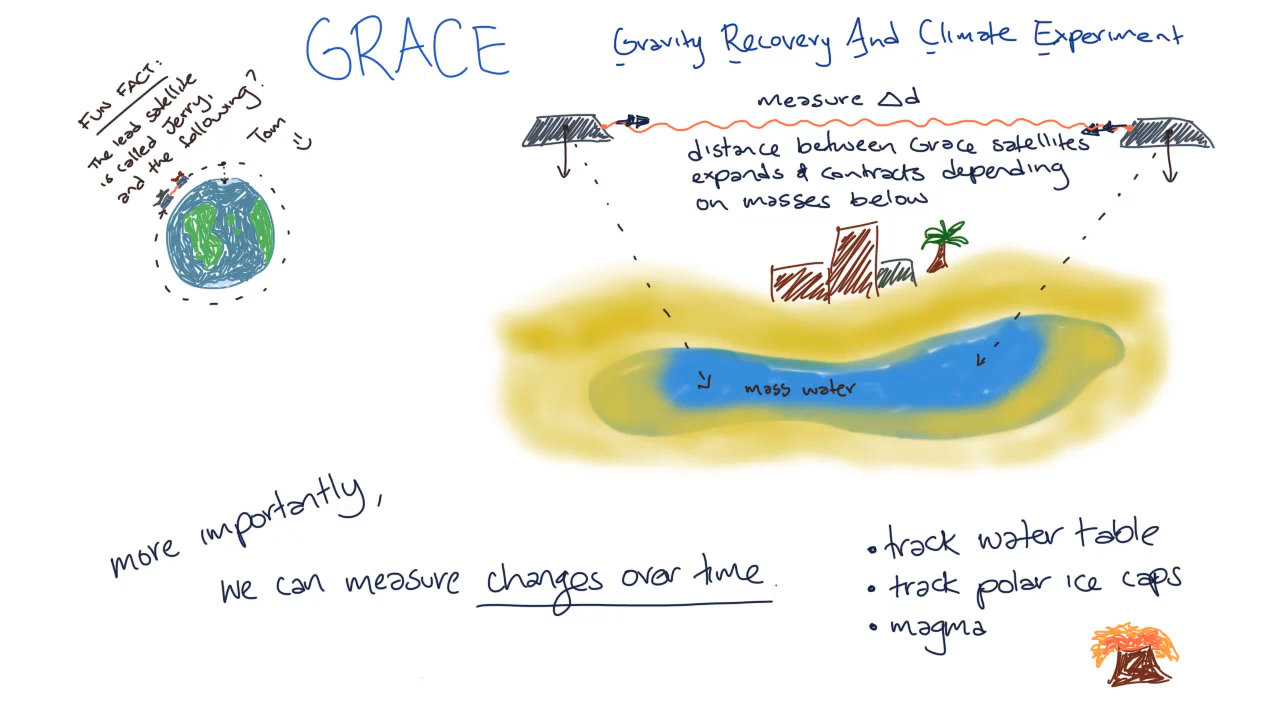 GRACE
Gravity Recovery And Climate Experiment
FUN FACT:
The lead satellite
is called Jerry,
and the following?
Tom :)
measure Δd
distance between Grace satellites
expands & contracts depending
on masses below
mass water
more importantly,
we can measure changes over time.
• track water table
• track polar ice caps
• magma